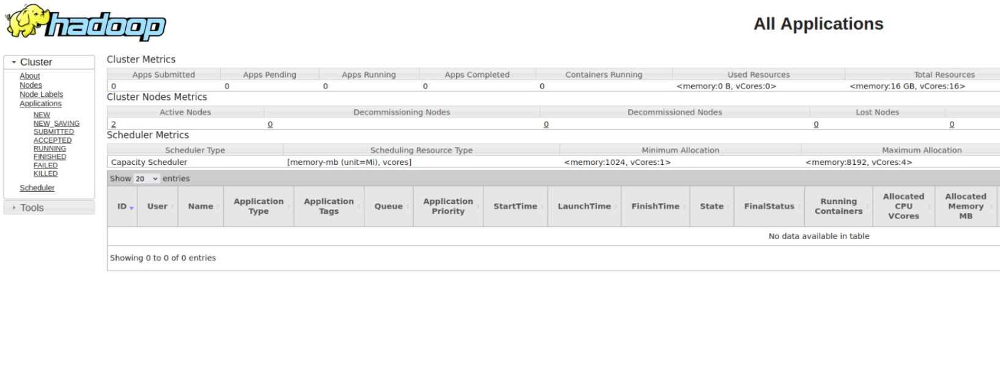 hadoop
All Applications
Cluster
About
Nodes
Node Labels
Applications
NEW
NEW_SAVING
SUBMITTED
ACCEPTED
RUNNING
FINISHED
FAILED
KILLED
Scheduler
Tools
Cluster Metrics
Apps Submitted Apps Pending Apps Running Apps Completed Containers Running Used Resources Total Resources
0 0 0 0 0 <memory:0 B, vCores:0> <memory:16 GB, vCores:16>
Cluster Nodes Metrics
Active Nodes Decommissioning Nodes Decommissioned Nodes Lost Nodes
2 0 0 0 0
Scheduler Metrics
Scheduler Type Scheduling Resource Type Minimum Allocation Maximum Allocation
Capacity Scheduler [memory-mb (unit=Mi), vcores] <memory:1024, vCores:1> <memory:8192, vCores:4>
Show 20 entries
ID User Name Application Type Application Tags Queue Application Priority StartTime LaunchTime FinishTime State FinalStatus Running Containers Allocated CPU VCores Allocated Memory MB
No data available in table
Showing 0 to 0 of 0 entries